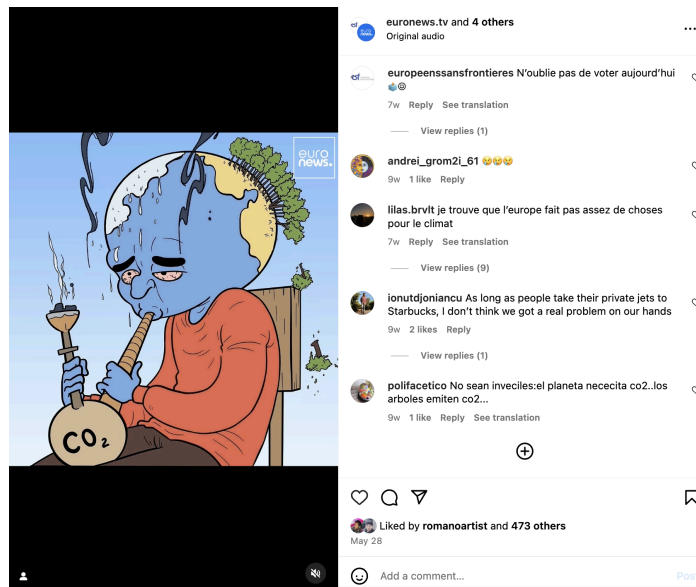 euro
news.
CO2
euronews.tv and 4 others
Original audio
europeenssansfrontieres N'oublie pas de voter aujourd'hui
🗳️😉
7w Reply See translation
View replies (1)
andrei_grom2i_61 😢😢😢
9w 1 like Reply
lilas.brvlt je trouve que l'europe fait pas assez de choses
pour le climat
7w Reply See translation
View replies (9)
ionutdjoniancu As long as people take their private jets to
Starbucks, I don't think we got a real problem on our hands
9w 2 likes Reply
View replies (1)
polifacetico No sean inveciles:el planeta nececita co2..los
arboles emiten co2...
9w 1 like Reply See translation
Liked by romanoartist and 473 others
May 28
Add a comment...